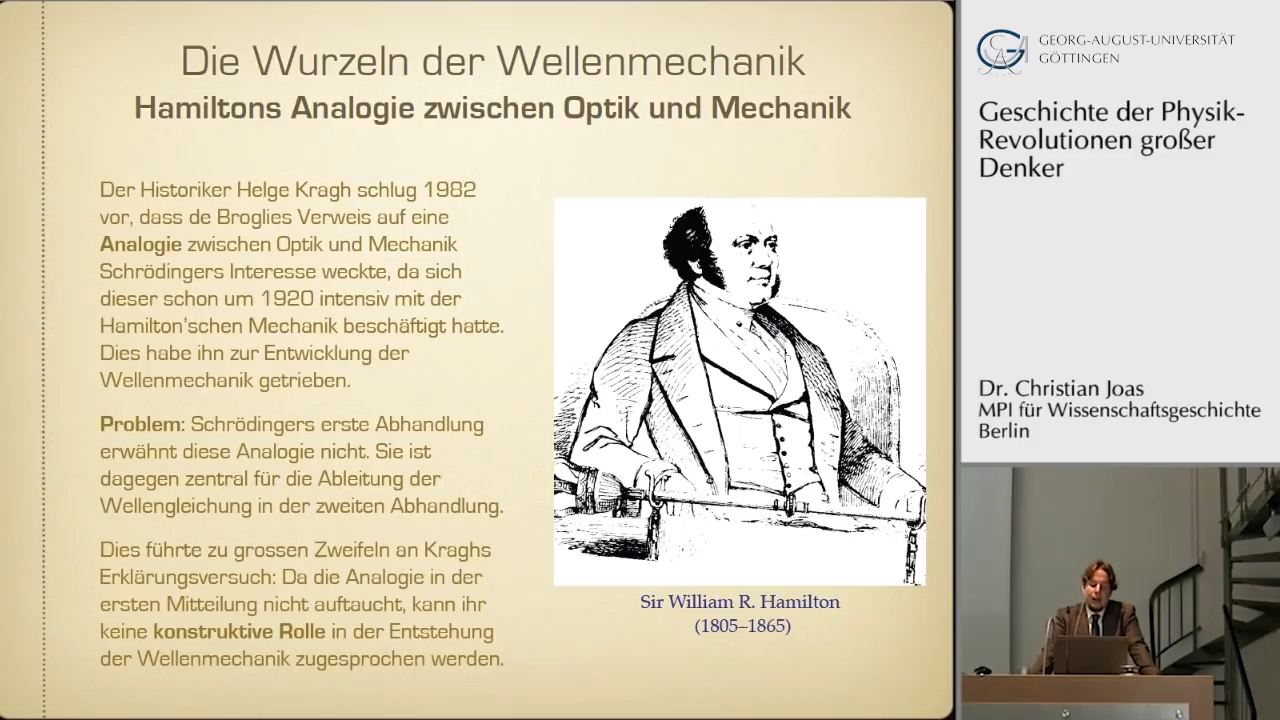 Die Wurzeln der Wellenmechanik
Hamiltons Analogie zwischen Optik und Mechanik
Der Historiker Helge Kragh schlug 1982
vor, dass de Broglies Verweis auf eine
Analogie zwischen Optik und Mechanik
Schrödingers Interesse weckte, da sich
dieser schon um 1920 intensiv mit der
Hamilton'schen Mechanik beschäftigt hatte.
Dies habe ihn zur Entwicklung der
Wellenmechanik getrieben.
Problem: Schrödingers erste Abhandlung
erwähnt diese Analogie nicht. Sie ist
dagegen zentral für die Ableitung der
Wellengleichung in der zweiten Abhandlung.
Dies führte zu grossen Zweifeln an Kraghs
Erklärungsversuch: Da die Analogie in der
ersten Mitteilung nicht auftaucht, kann ihr
keine konstruktive Rolle in der Entstehung
der Wellenmechanik zugesprochen werden.
Sir William R. Hamilton
(1805–1865)
GEORG-AUGUST-UNIVERSITÄT
GÖTTINGEN
Geschichte der Physik-
Revolutionen großer
Denker
Dr. Christian Joas
MPI für Wissenschaftsgeschichte
Berlin